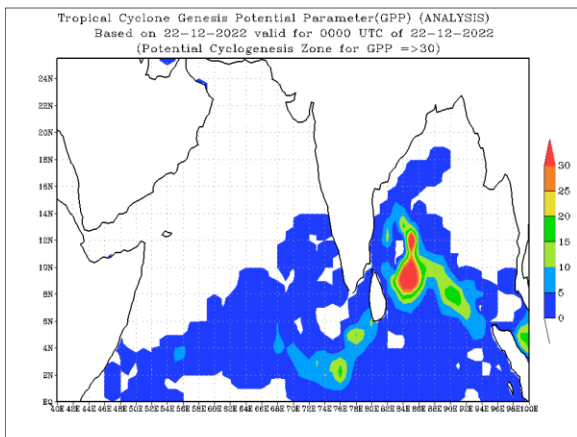 Tropical Cyclone Genesis Potential Parameter(GPP) (ANALYSIS)
Based on 22-12-2022 valid for 0000 UTC of 22-12-2022
(Potential Cyclogenesis Zone for GPP =>30)
24N
22N
20N
18N
16N
14N
12N
10N
8N
6N
4N
2N
EQ
40E 42E 44E 46E 48E 50E 52E 54E 56E 58E 60E 62E 64E 66E 68E 70E 72E 74E 76E 78E 80E 82E 84E 86E 88E 90E 92E 94E 96E 98E 100E
30
25
20
15
10
5
0